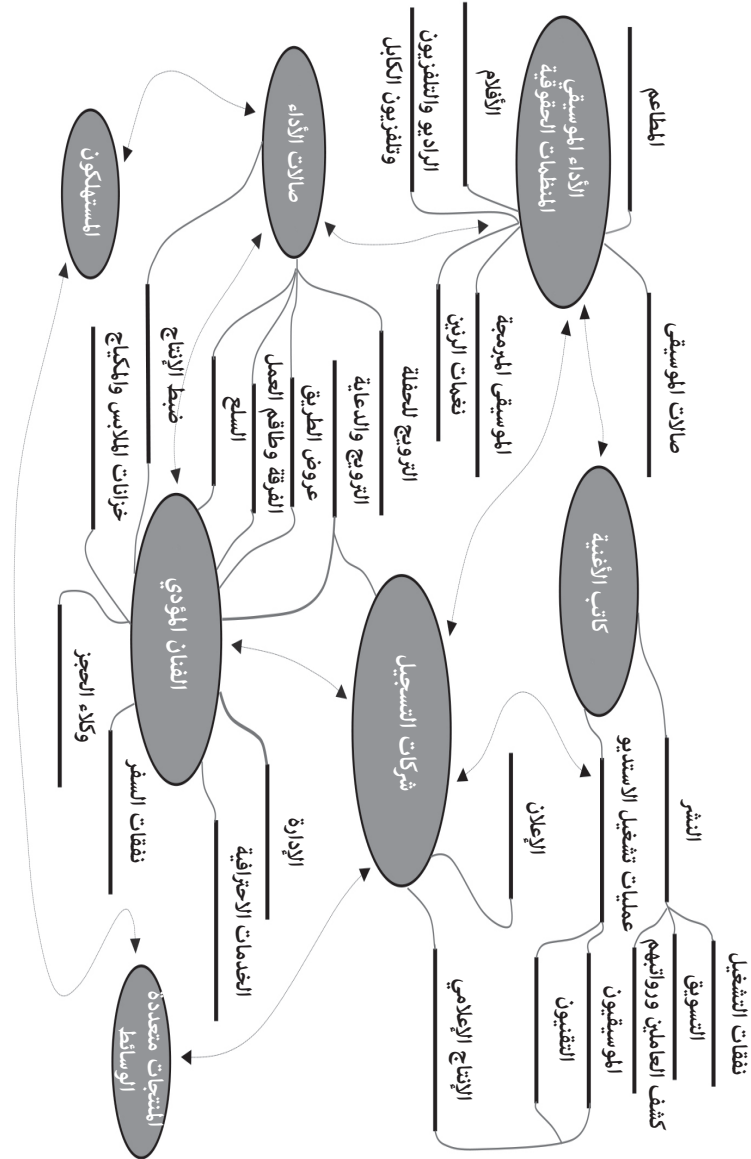 المطاعم
الأداء الموسيقي
المنظمات الحقوقية
الأفلام
الراديو والتلفزيون
وتلفزيون الكابل
صالات الأداء
المستهلكون
صالات الموسيقى
الموسيقى المبرمجة
نغمات الرنين
الترويج للحفلة
الترويج والدعاية
عروض الطريق
الفرقة وطاقم العمل
السلع
ضبط الإنتاج
خزانات الملابس والمكياج
كاتب الأغنية
شركات التسجيل
الفنان المؤدي
وكلاء الحجز
نفقات السفر
الإدارة
الخدمات الاحترافية
الإعلان
النشر
عمليات تشغيل الاستديو
نفقات التشغيل
التسويق
كشف العاملين ورواتبهم
الموسيقيون
التقنيون
الإنتاج الإعلامي
المنتجات متعددة
الوسائط